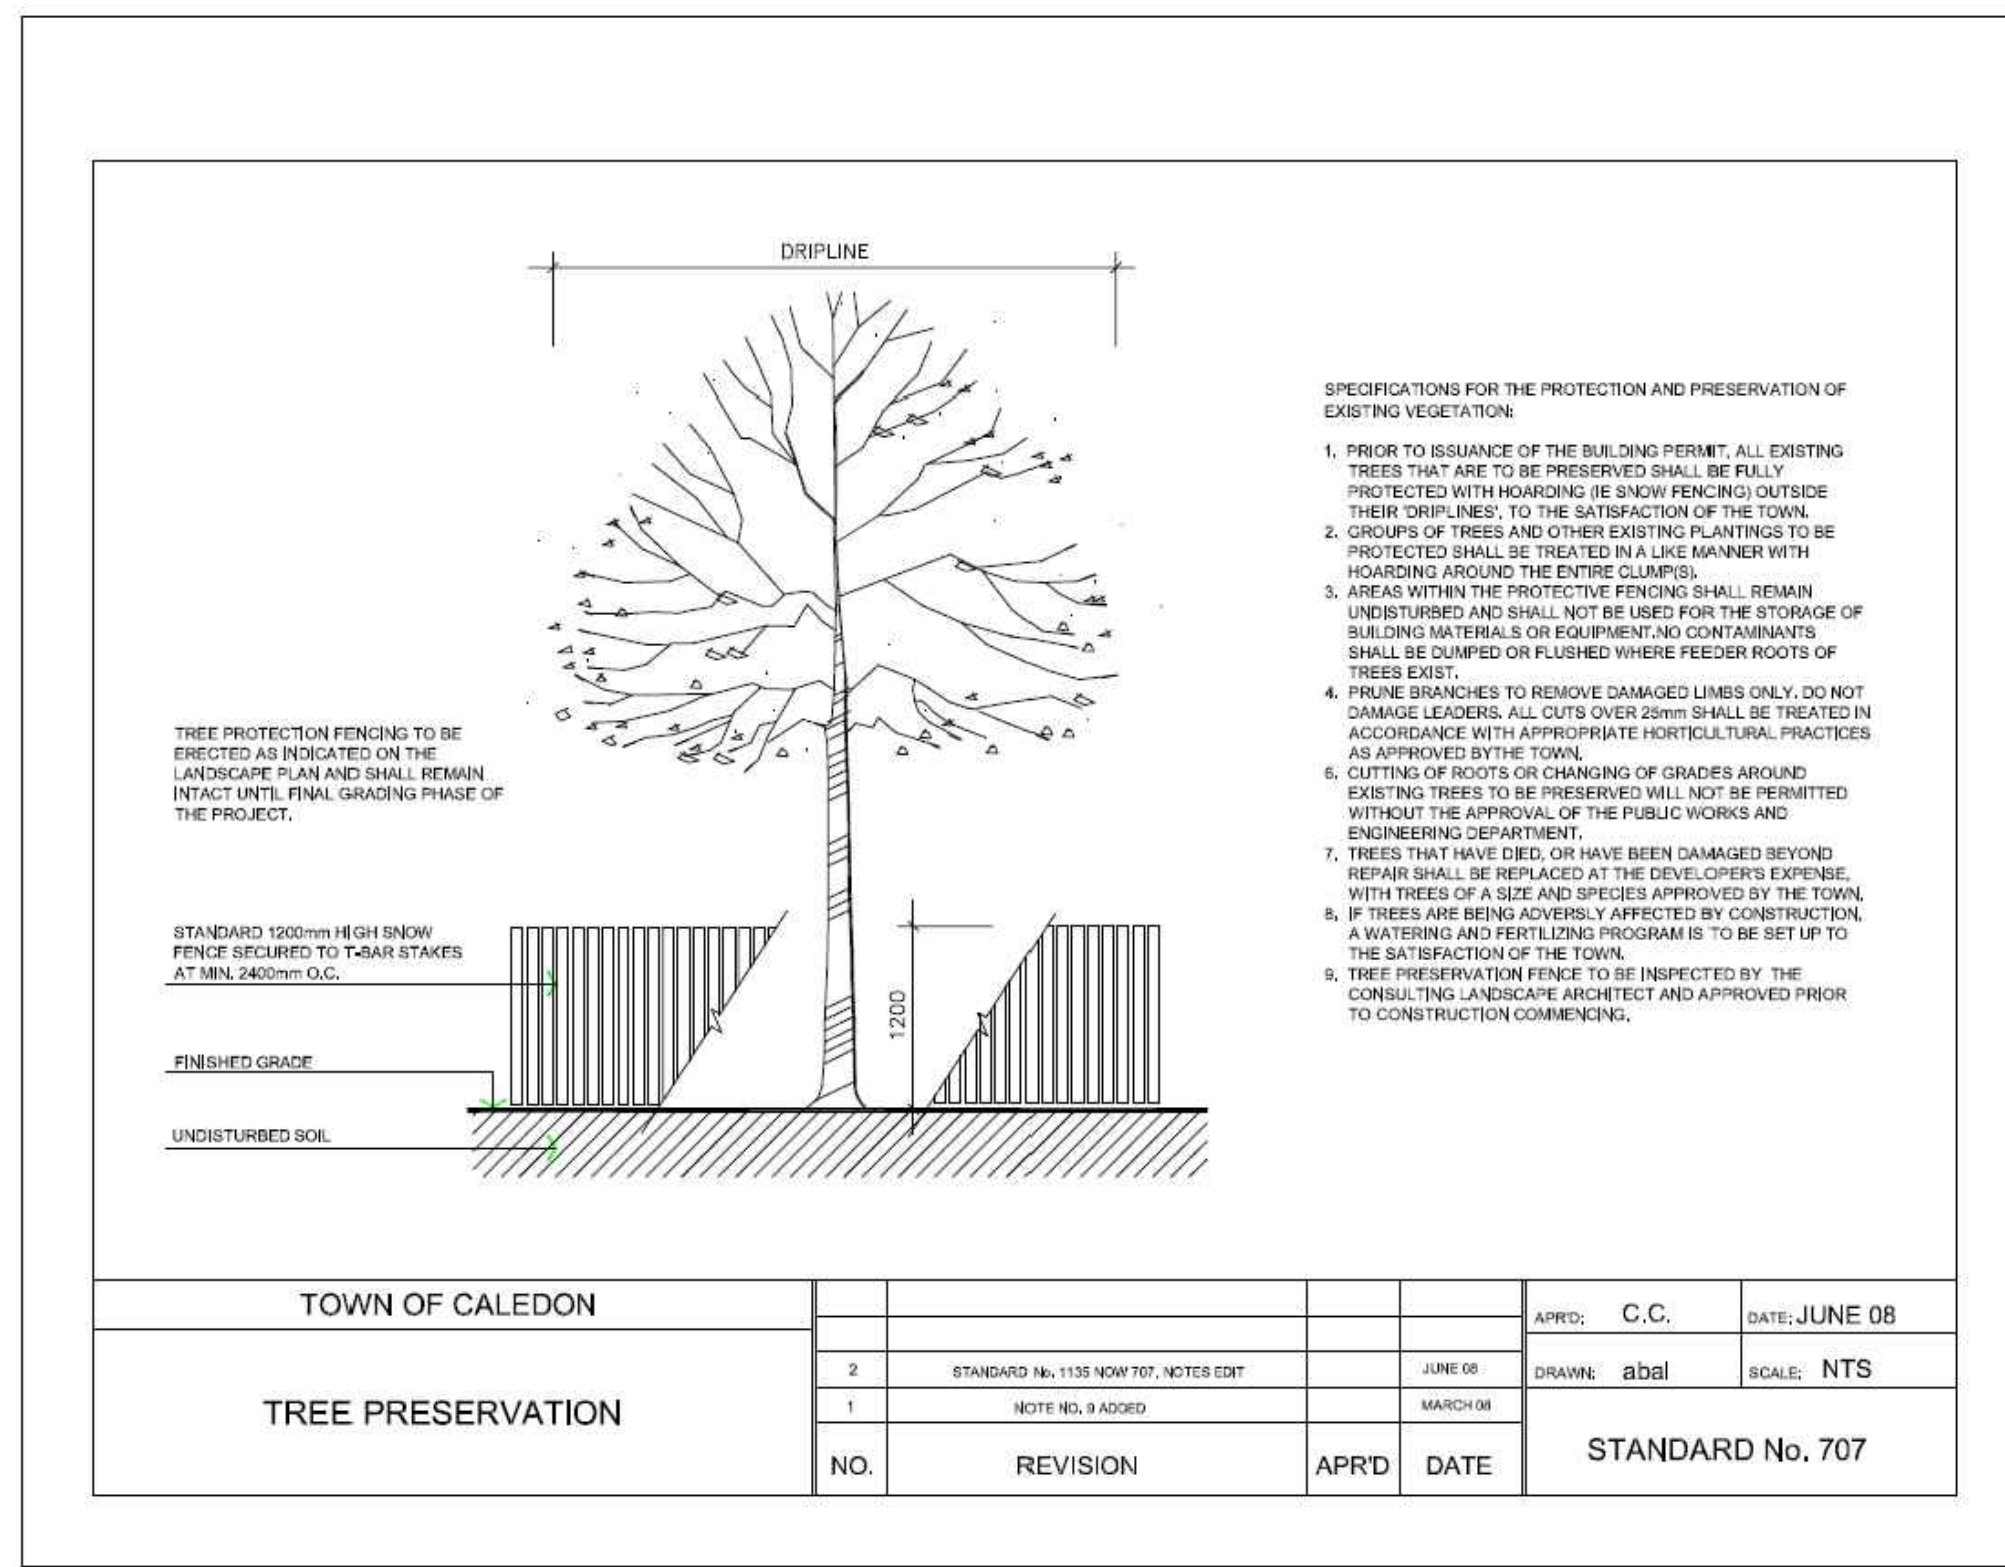 DRIPLINE
SPECIFICATIONS FOR THE PROTECTION AND PRESERVATION OF
EXISTING VEGETATION:
1. PRIOR TO ISSUANCE OF THE BUILDING PERMIT, ALL EXISTING
TREES THAT ARE TO BE PRESERVED SHALL BE FULLY
PROTECTED WITH HOARDING (IE SNOW FENCING) OUTSIDE
THEIR 'DRIPLINES', TO THE SATISFACTION OF THE TOWN.
2. GROUPS OF TREES AND OTHER EXISTING PLANTINGS TO BE
PROTECTED SHALL BE TREATED IN A LIKE MANNER WITH
HOARDING AROUND THE ENTIRE CLUMP(S).
3. AREAS WITHIN THE PROTECTIVE FENCING SHALL REMAIN
UNDISTURBED AND SHALL NOT BE USED FOR THE STORAGE OF
BUILDING MATERIALS OR EQUIPMENT.NO CONTAMINANTS
SHALL BE DUMPED OR FLUSHED WHERE FEEDER ROOTS OF
TREES EXIST.
4. PRUNE BRANCHES TO REMOVE DAMAGED LIMBS ONLY. DO NOT
DAMAGE LEADERS. ALL CUTS OVER 25mm SHALL BE TREATED IN
ACCORDANCE WITH APPROPRIATE HORTICULTURAL PRACTICES
AS APPROVED BYTHE TOWN.
6. CUTTING OF ROOTS OR CHANGING OF GRADES AROUND
EXISTING TREES TO BE PRESERVED WILL NOT BE PERMITTED
WITHOUT THE APPROVAL OF THE PUBLIC WORKS AND
ENGINEERING DEPARTMENT.
7. TREES THAT HAVE DIED, OR HAVE BEEN DAMAGED BEYOND
REPAIR SHALL BE REPLACED AT THE DEVELOPER'S EXPENSE,
WITH TREES OF A SIZE AND SPECIES APPROVED BY THE TOWN.
8. IF TREES ARE BEING ADVERSLY AFFECTED BY CONSTRUCTION,
A WATERING AND FERTILIZING PROGRAM IS TO BE SET UP TO
THE SATISFACTION OF THE TOWN.
9. TREE PRESERVATION FENCE TO BE INSPECTED BY THE
CONSULTING LANDSCAPE ARCHITECT AND APPROVED PRIOR
TO CONSTRUCTION COMMENCING.
TREE PROTECTION FENCING TO BE
ERECTED AS INDICATED ON THE
LANDSCAPE PLAN AND SHALL REMAIN
INTACT UNTIL FINAL GRADING PHASE OF
THE PROJECT.
STANDARD 1200mm HIGH SNOW
FENCE SECURED TO T-BAR STAKES
AT MIN. 2400mm O.C.
1200
FINISHED GRADE
UNDISTURBED SOIL
TOWN OF CALEDON
TREE PRESERVATION
2 STANDARD No. 1135 NOW 707, NOTES EDIT JUNE 08
1 NOTE NO. 9 ADDED MARCH 08
NO. REVISION APR'D DATE
APR'D: C.C. DATE: JUNE 08
DRAWN: abal SCALE: NTS
STANDARD No. 707